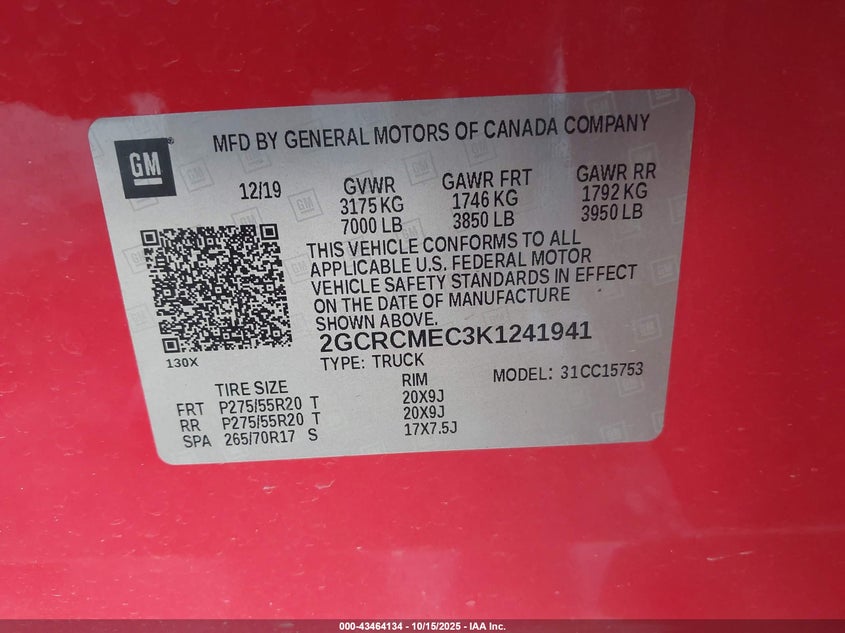 MFD BY GENERAL MOTORS OF CANADA COMPANY
GM
12/19
GVWR
3175 KG
7000 LB
GAWR FRT
1746 KG
3850 LB
GAWR RR
1792 KG
3950 LB
THIS VEHICLE CONFORMS TO ALL
APPLICABLE U.S. FEDERAL MOTOR
VEHICLE SAFETY STANDARDS IN EFFECT
ON THE DATE OF MANUFACTURE
SHOWN ABOVE.
2GCRCMEC3K1241941
130X
TYPE: TRUCK
MODEL: 31CC15753
TIRE SIZE RIM
FRT P275/55R20 T 20X9J
RR P275/55R20 T 20X9J
SPA 265/70R17 S 17X7.5J
000-43464134 - 10/15/2025 - IAA Inc.